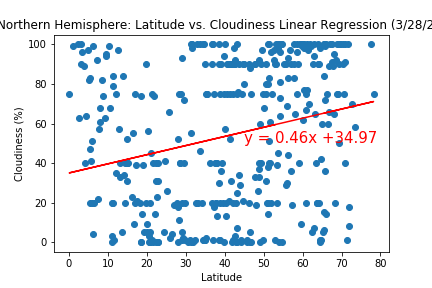 Northern Hemisphere: Latitude vs. Cloudiness Linear Regression (3/28/2
100
80
60
40
20
0
Cloudiness (%)
y = 0.46x +34.97
0 10 20 30 40 50 60 70 80
Latitude